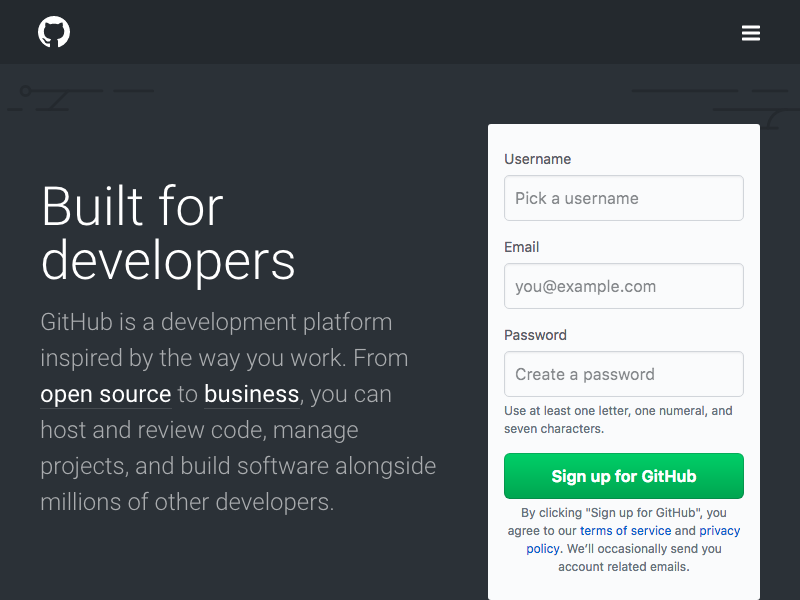 Built for
developers
GitHub is a development platform
inspired by the way you work. From
open source to business, you can
host and review code, manage
projects, and build software alongside
millions of other developers.
Username
Pick a username
Email
you@example.com
Password
Create a password
Use at least one letter, one numeral, and
seven characters.
Sign up for GitHub
By clicking "Sign up for GitHub", you
agree to our terms of service and privacy
policy. We’ll occasionally send you
account related emails.